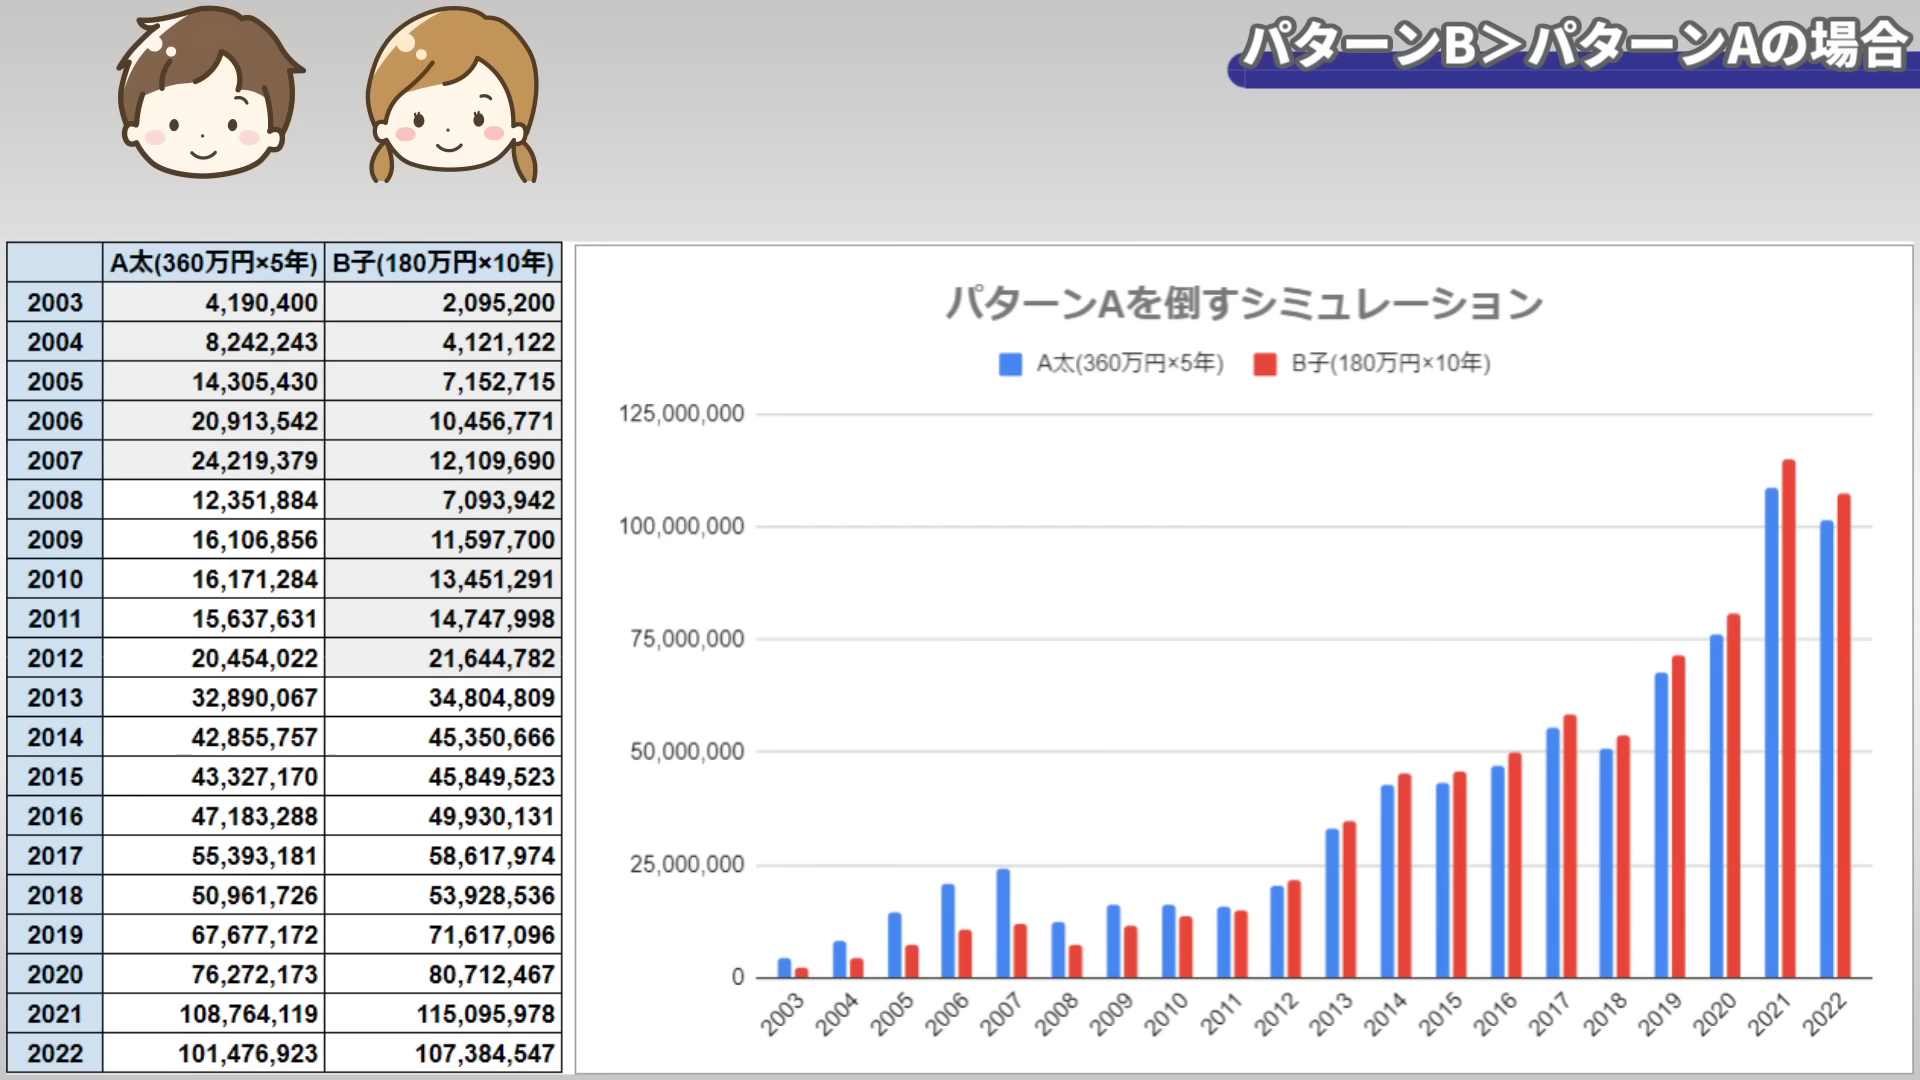 パターンB＞パターンAの場合
A太(360万円×5年) B子(180万円×10年)
2003 4,190,400 2,095,200
2004 8,242,243 4,121,122
2005 14,305,430 7,152,715
2006 20,913,542 10,456,771
2007 24,219,379 12,109,690
2008 12,351,884 7,093,942
2009 16,106,856 11,597,700
2010 16,171,284 13,451,291
2011 15,637,631 14,747,998
2012 20,454,022 21,644,782
2013 32,890,067 34,804,809
2014 42,855,757 45,350,666
2015 43,327,170 45,849,523
2016 47,183,288 49,930,131
2017 55,393,181 58,617,974
2018 50,961,726 53,928,536
2019 67,677,172 71,617,096
2020 76,272,173 80,712,467
2021 108,764,119 115,095,978
2022 101,476,923 107,384,547
パターンAを倒すシミュレーション
A太(360万円×5年) B子(180万円×10年)
125,000,000
100,000,000
75,000,000
50,000,000
25,000,000
0
2003 2004 2005 2006 2007 2008 2009 2010 2011 2012 2013 2014 2015 2016 2017 2018 2019 2020 2021 2022